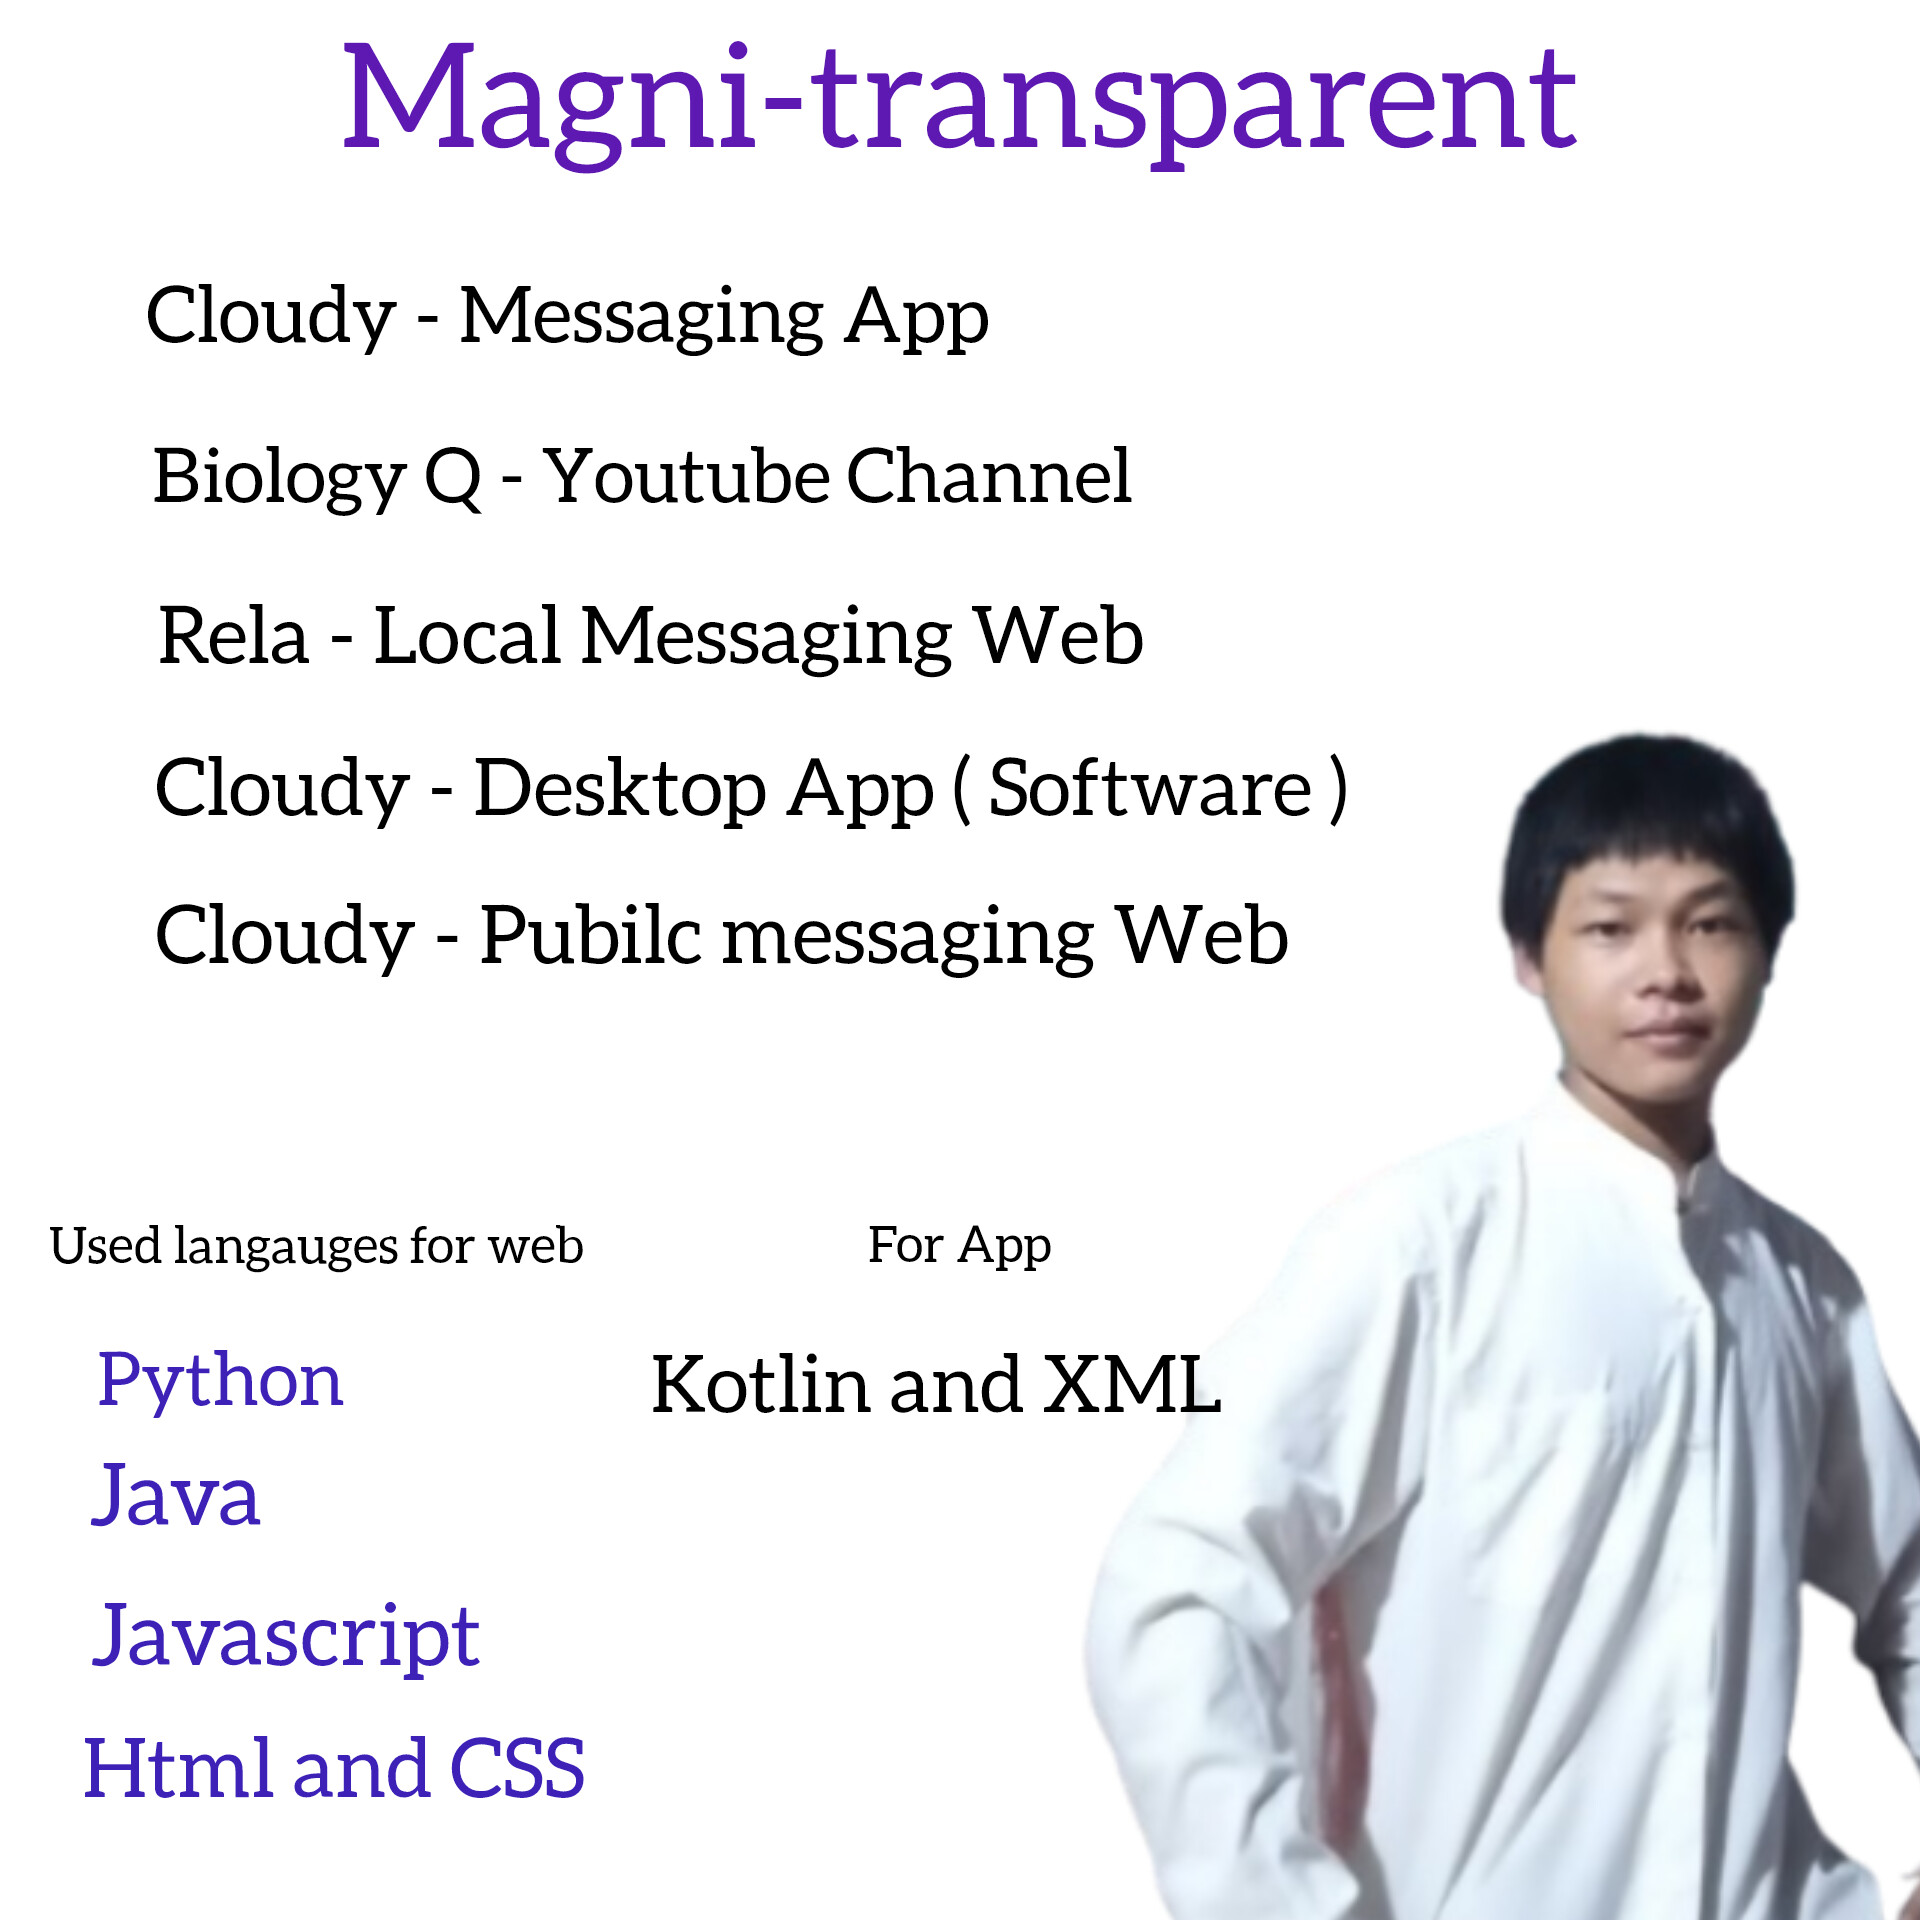 Magni-transparent
Cloudy - Messaging App
Biology Q - Youtube Channel
Rela - Local Messaging Web
Cloudy - Desktop App ( Software )
Cloudy - Pubilc messaging Web
Used langauges for web
For App
Python
Kotlin and XML
Java
Javascript
Html and CSS